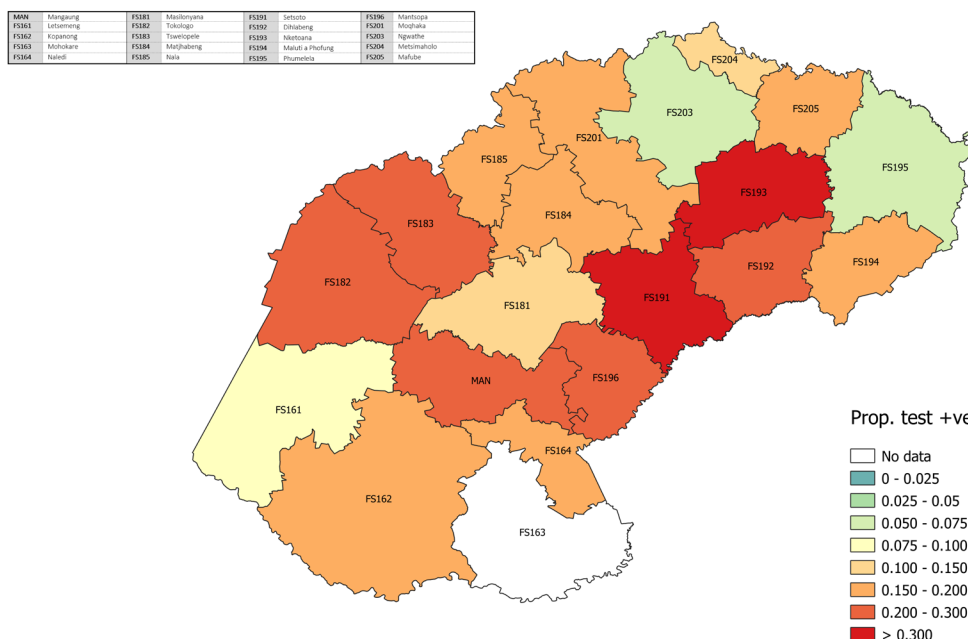 MAN Mangaung FS181 Masilonyana FS191 Setsoto FS196 Mantsopa
FS161 Letsemeng FS182 Tokologo FS192 Dihlabeng FS201 Moqhaka
FS162 Kopanong FS183 Tswelopele FS193 Nketoana FS203 Ngwathe
FS163 Mohokare FS184 Matjhabeng FS194 Maluti a Phofung FS204 Metsimaholo
FS164 Naledi FS185 Nala FS195 Phumelela FS205 Mafube
FS204
FS205
FS203
FS201
FS185
FS195
FS193
FS184
FS183
FS194
FS192
FS182
FS191
FS181
FS196
MAN
FS161
FS164
FS162
FS163
Prop. test +ve
No data
0 - 0.025
0.025 - 0.05
0.050 - 0.075
0.075 - 0.100
0.100 - 0.150
0.150 - 0.200
0.200 - 0.300
> 0.300